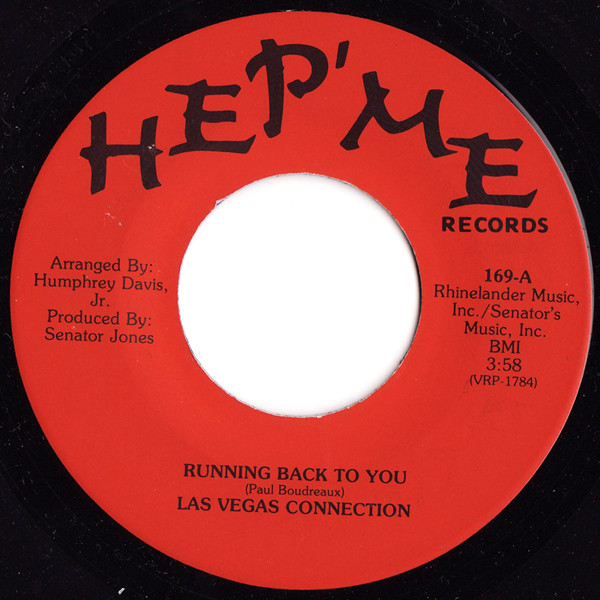 HEP'ME
RECORDS
Arranged By:
Humphrey Davis,
Jr.
Produced By:
Senator Jones
169-A
Rhinelander Music,
Inc./Senator's
Music, Inc.
BMI
3:58
(VRP-1784)
RUNNING BACK TO YOU
(Paul Boudreaux)
LAS VEGAS CONNECTION